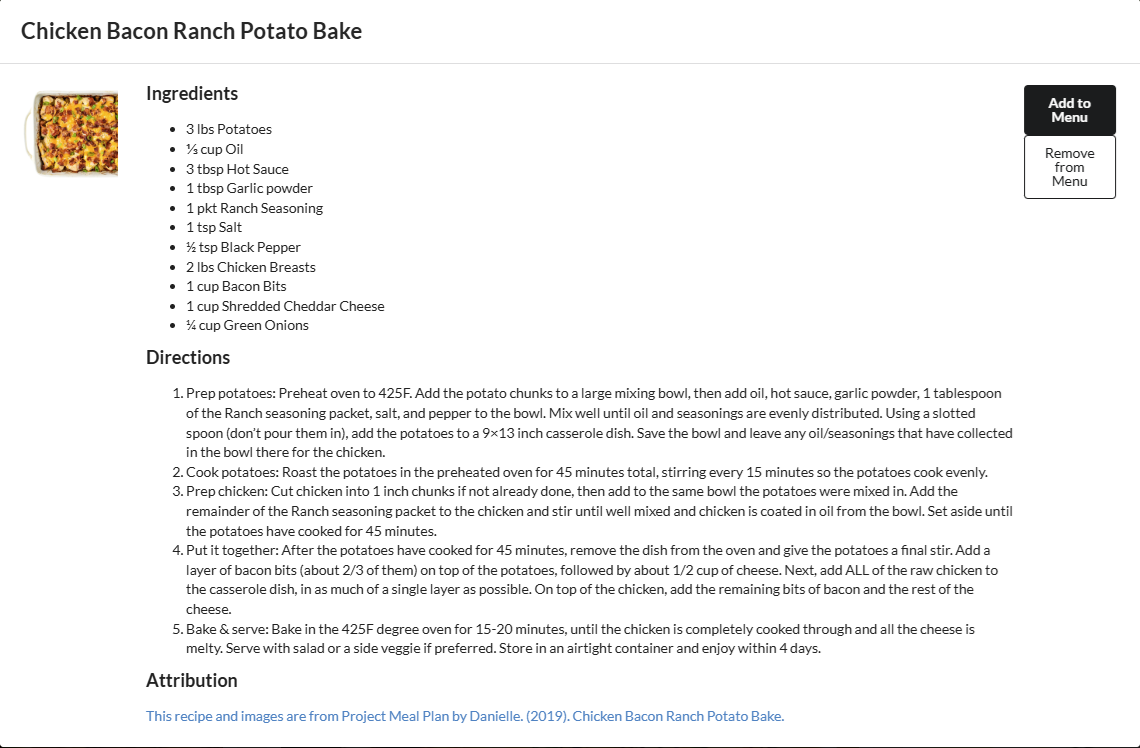 Chicken Bacon Ranch Potato Bake
Ingredients
• 3 lbs Potatoes
• ⅓ cup Oil
• 3 tbsp Hot Sauce
• 1 tbsp Garlic powder
• 1 pkt Ranch Seasoning
• 1 tsp Salt
• ½ tsp Black Pepper
• 2 lbs Chicken Breasts
• 1 cup Bacon Bits
• 1 cup Shredded Cheddar Cheese
• ¼ cup Green Onions
Directions
1. Prep potatoes: Preheat oven to 425F. Add the potato chunks to a large mixing bowl, then add oil, hot sauce, garlic powder, 1 tablespoon
of the Ranch seasoning packet, salt, and pepper to the bowl. Mix well until oil and seasonings are evenly distributed. Using a slotted
spoon (don't pour them in), add the potatoes to a 9×13 inch casserole dish. Save the bowl and leave any oil/seasonings that have collected
in the bowl there for the chicken.
2. Cook potatoes: Roast the potatoes in the preheated oven for 45 minutes total, stirring every 15 minutes so the potatoes cook evenly.
3. Prep chicken: Cut chicken into 1 inch chunks if not already done, then add to the same bowl the potatoes were mixed in. Add the
remainder of the Ranch seasoning packet to the chicken and stir until well mixed and chicken is coated in oil from the bowl. Set aside until
the potatoes have cooked for 45 minutes.
4. Put it together: After the potatoes have cooked for 45 minutes, remove the dish from the oven and give the potatoes a final stir. Add a
layer of bacon bits (about 2/3 of them) on top of the potatoes, followed by about 1/2 cup of cheese. Next, add ALL of the raw chicken to
the casserole dish, in as much of a single layer as possible. On top of the chicken, add the remaining bits of bacon and the rest of the
cheese.
5. Bake & serve: Bake in the 425F degree oven for 15-20 minutes, until the chicken is completely cooked through and all the cheese is
melty. Serve with salad or a side veggie if preferred. Store in an airtight container and enjoy within 4 days.
Attribution
This recipe and images are from Project Meal Plan by Danielle. (2019). Chicken Bacon Ranch Potato Bake.
Add to
Menu
Remove
from
Menu